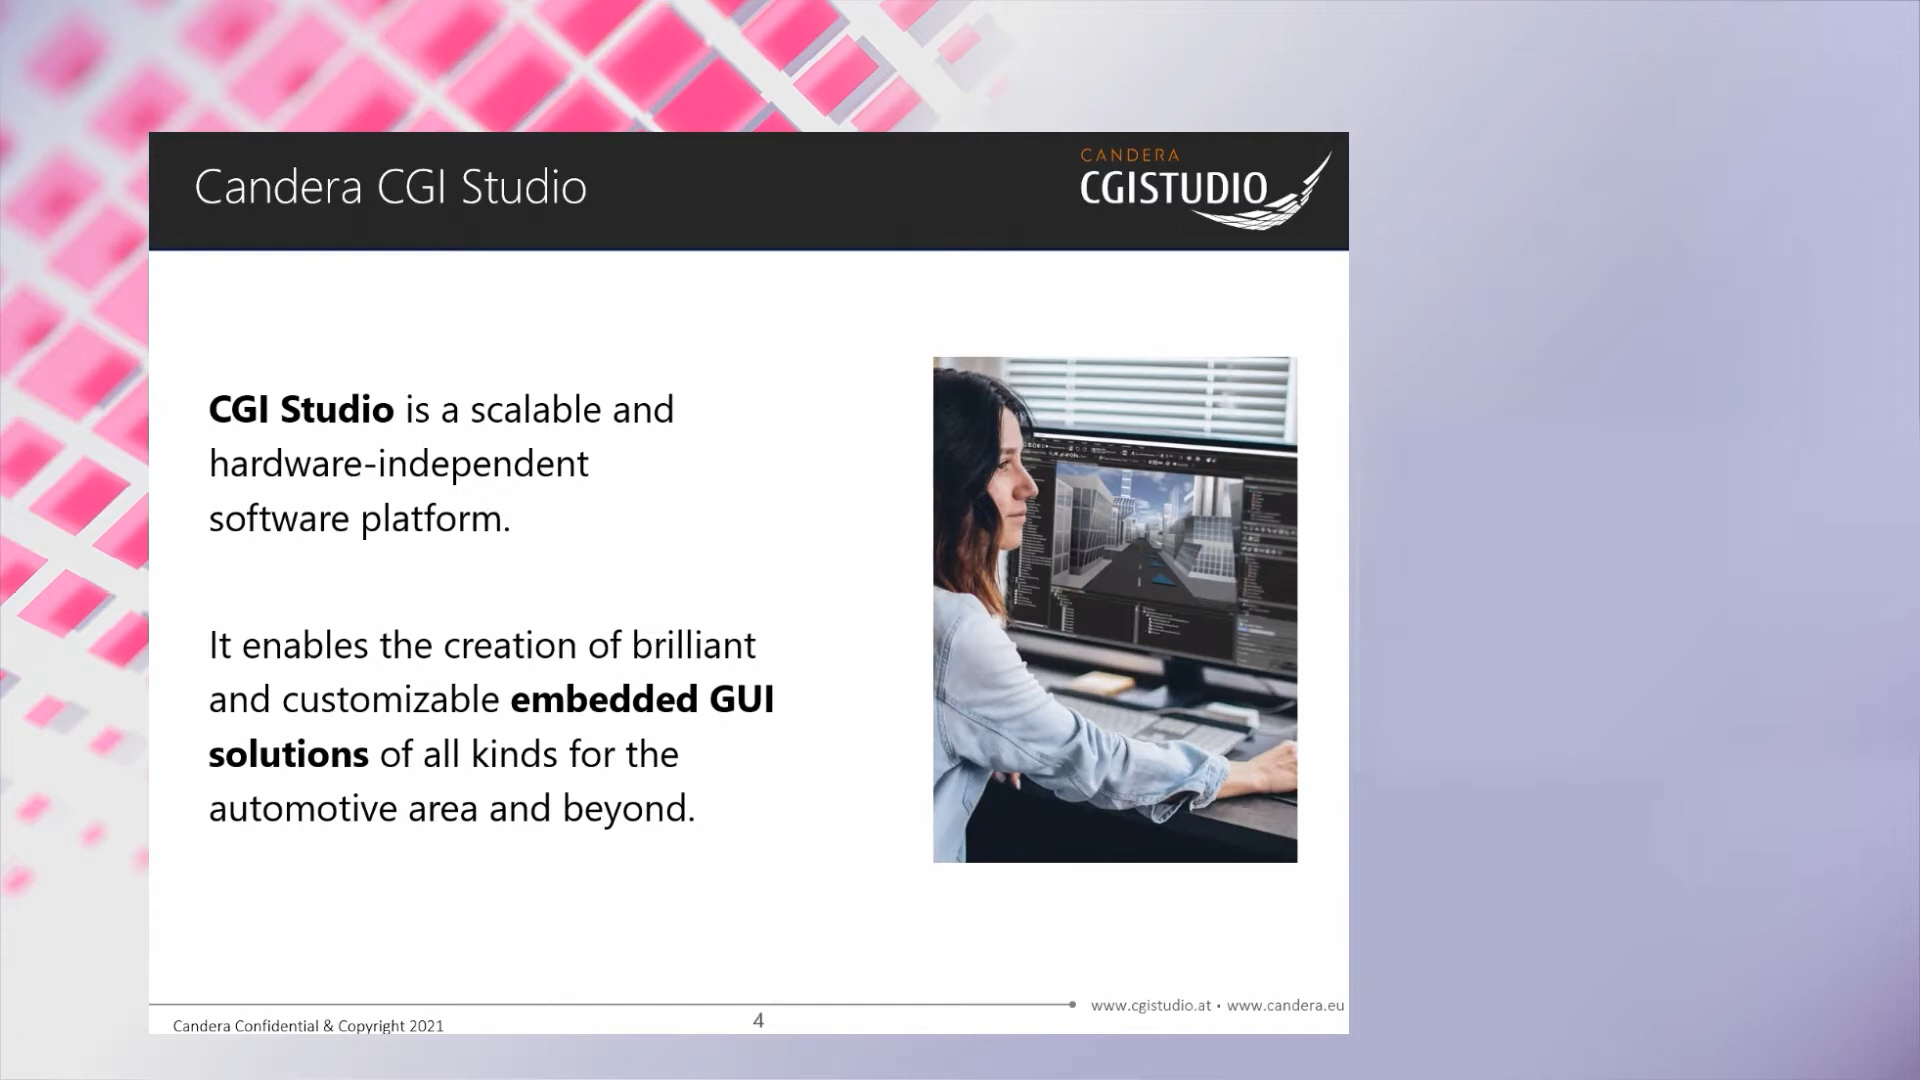 Candera CGI Studio
CANDERA
CGISTUDIO
CGI Studio is a scalable and
hardware-independent
software platform.
It enables the creation of brilliant
and customizable embedded GUI
solutions of all kinds for the
automotive area and beyond.
www.cgistudio.at • www.candera.eu
Candera Confidential & Copyright 2021
4